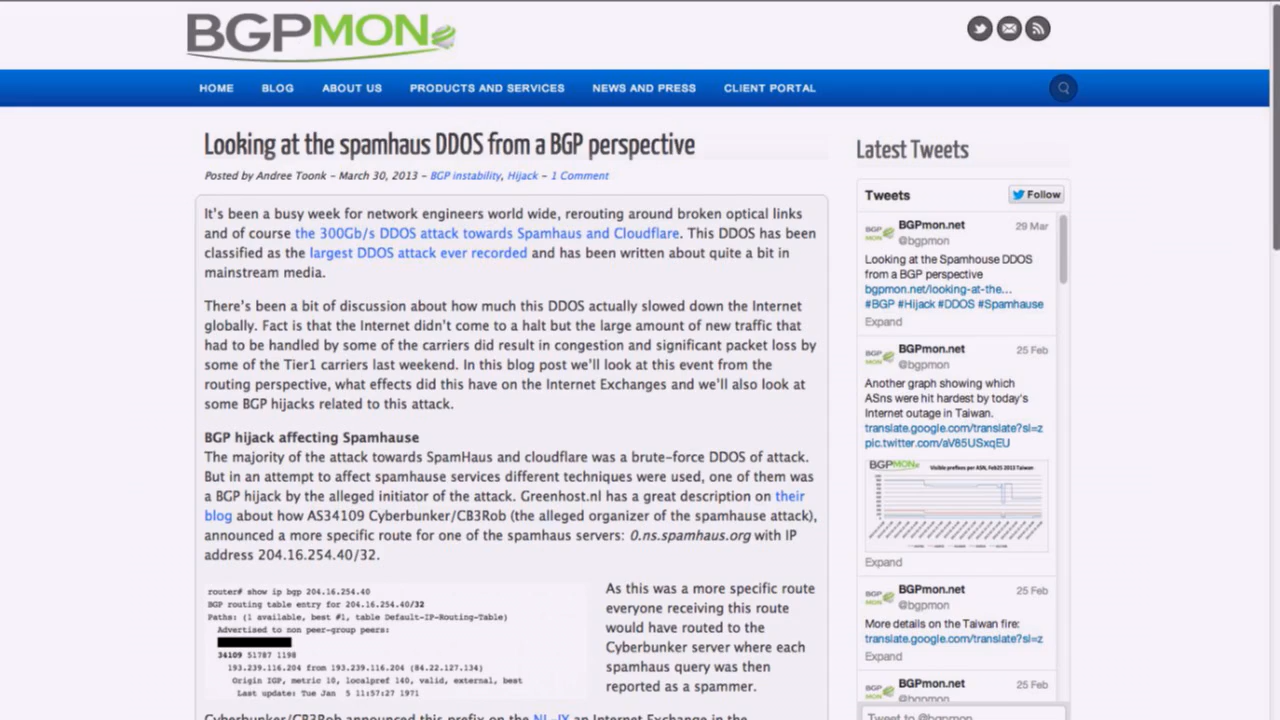 BGPMON
HOME BLOG ABOUT US PRODUCTS AND SERVICES NEWS AND PRESS CLIENT PORTAL
Looking at the spamhaus DDOS from a BGP perspective
Posted by Andree Toonk – March 30, 2013 – BGP instability, Hijack – 1 Comment
It's been a busy week for network engineers world wide, rerouting around broken optical links
and of course the 300Gb/s DDOS attack towards Spamhaus and Cloudflare. This DDOS has been
classified as the largest DDOS attack ever recorded and has been written about quite a bit in
mainstream media.
There's been a bit of discussion about how much this DDOS actually slowed down the Internet
globally. Fact is that the Internet didn't come to a halt but the large amount of new traffic that
had to be handled by some of the carriers did result in congestion and significant packet loss by
some of the Tier1 carriers last weekend. In this blog post we'll look at this event from the
routing perspective, what effects did this have on the Internet Exchanges and we'll also look at
some BGP hijacks related to this attack.
BGP hijack affecting Spamhause
The majority of the attack towards SpamHaus and cloudflare was a brute-force DDOS of attack.
But in an attempt to affect spamhause services different techniques were used, one of them was
a BGP hijack by the alleged initiator of the attack. Greenhost.nl has a great description on their
blog about how AS34109 Cyberbunker/CB3Rob (the alleged organizer of the spamhause attack),
announced a more specific route for one of the spamhaus servers: 0.ns.spamhaus.org with IP
address 204.16.254.40/32.
router# show ip bgp 204.16.254.40
BGP routing table entry for 204.16.254.40/32
Paths: (1 available, best #1, table Default-IP-Routing-Table)
Advertised to non peer-group peers:
34109 51787 1198
193.239.116.204 from 193.239.116.204 (84.22.127.134)
Origin IGP, metric 10, localpref 140, valid, external, best
Last update: Tue Jan 5 11:57:27 1971
As this was a more specific route
everyone receiving this route
would have routed to the
Cyberbunker server where each
spamhaus query was then
reported as a spammer.
Cyberbunker/CB3Rob announced this prefix on the NL-IX an Internet Exchange in the
Latest Tweets
Tweets
Follow
BGPmon.net 29 Mar
@bgpmon
Looking at the Spamhouse DDOS
from a BGP perspective
bgpmon.net/looking-at-the…
#BGP #Hijack #DDOS #Spamhause
Expand
BGPmon.net 25 Feb
@bgpmon
Another graph showing which
ASns were hit hardest by today's
Internet outage in Taiwan.
translate.google.com/translate?sl=z
pic.twitter.com/aV85USxqEU
BGPMON
Visible prefixes per ASN, Feb25 2013 Taiwan
Expand
BGPmon.net 25 Feb
@bgpmon
More details on the Taiwan fire:
translate.google.com/translate?sl=z
Expand
BGPmon.net 25 Feb
@bgpmon
Tweet to @bgpmon